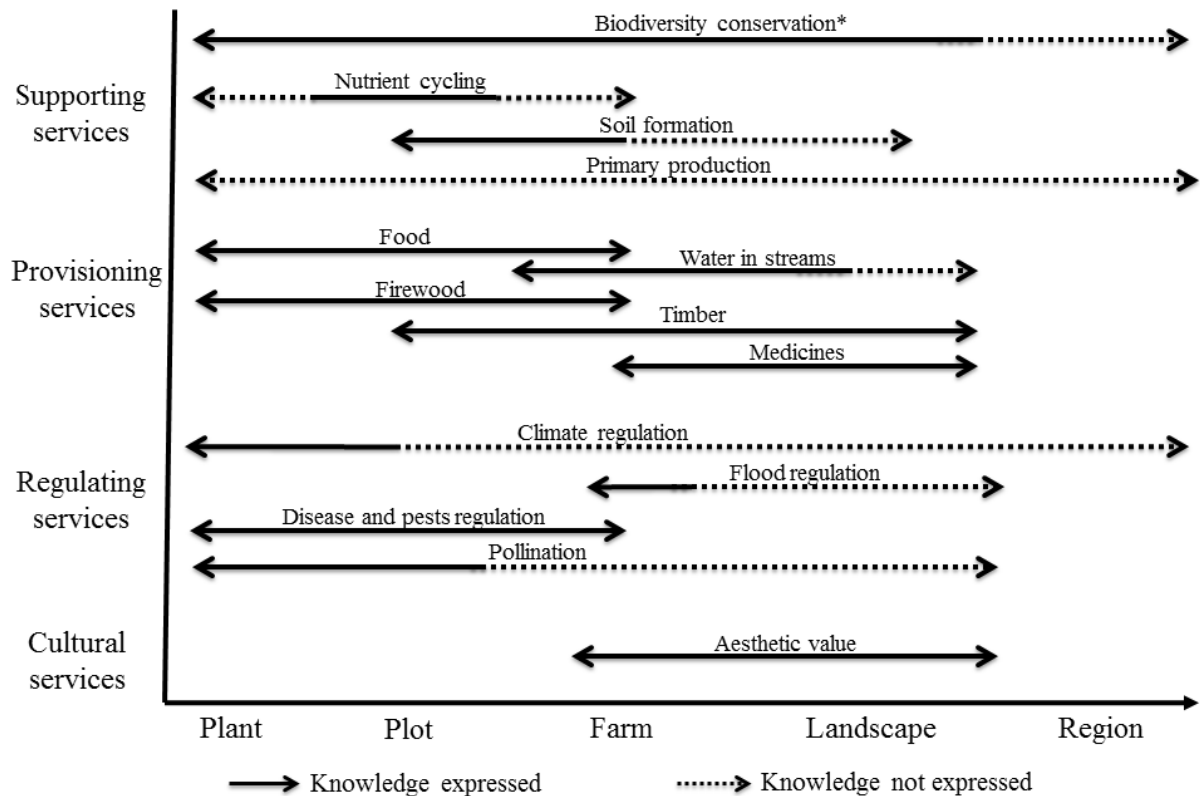 Biodiversity conservation*
Supporting
services
Nutrient cycling
Soil formation
Primary production
Provisioning
services
Food
Water in streams
Firewood
Timber
Medicines
Regulating
services
Climate regulation
Flood regulation
Disease and pests regulation
Pollination
Cultural
services
Aesthetic value
Plant Plot Farm Landscape Region
Knowledge expressed Knowledge not expressed